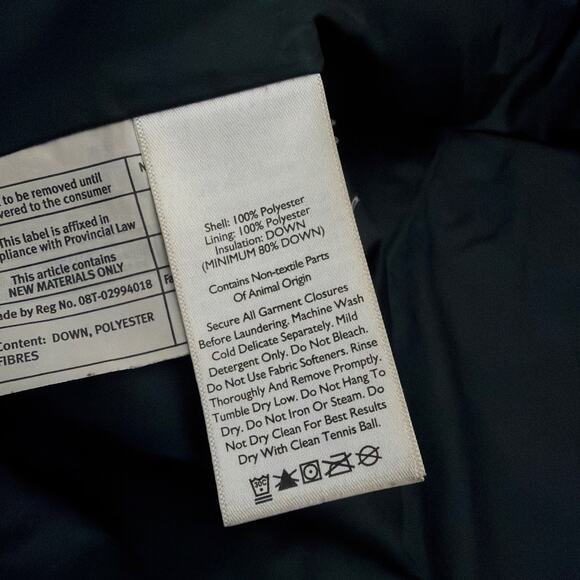 to be removed until
vered to the consumer
This label is affixed in
pliance with Provincial Law
This article contains
NEW MATERIALS ONLY
ade by Reg No. 08T-02994018
Content: DOWN, POLYESTER
FIBRES
Shell: 100% Polyester
Lining: 100% Polyester
Insulation: DOWN
(MINIMUM 80% DOWN)
Contains Non-textile Parts
Of Animal Origin
Secure All Garment Closures
Before Laundering. Machine Wash
Cold Delicate Separately. Mild
Detergent Only. Do Not Bleach.
Do Not Use Fabric Softeners. Rinse
Thoroughly And Remove Promptly.
Tumble Dry Low. Do Not Hang To
Dry. Do Not Iron Or Steam. Do
Not Dry Clean For Best Results
Dry With Clean Tennis Ball.
30C